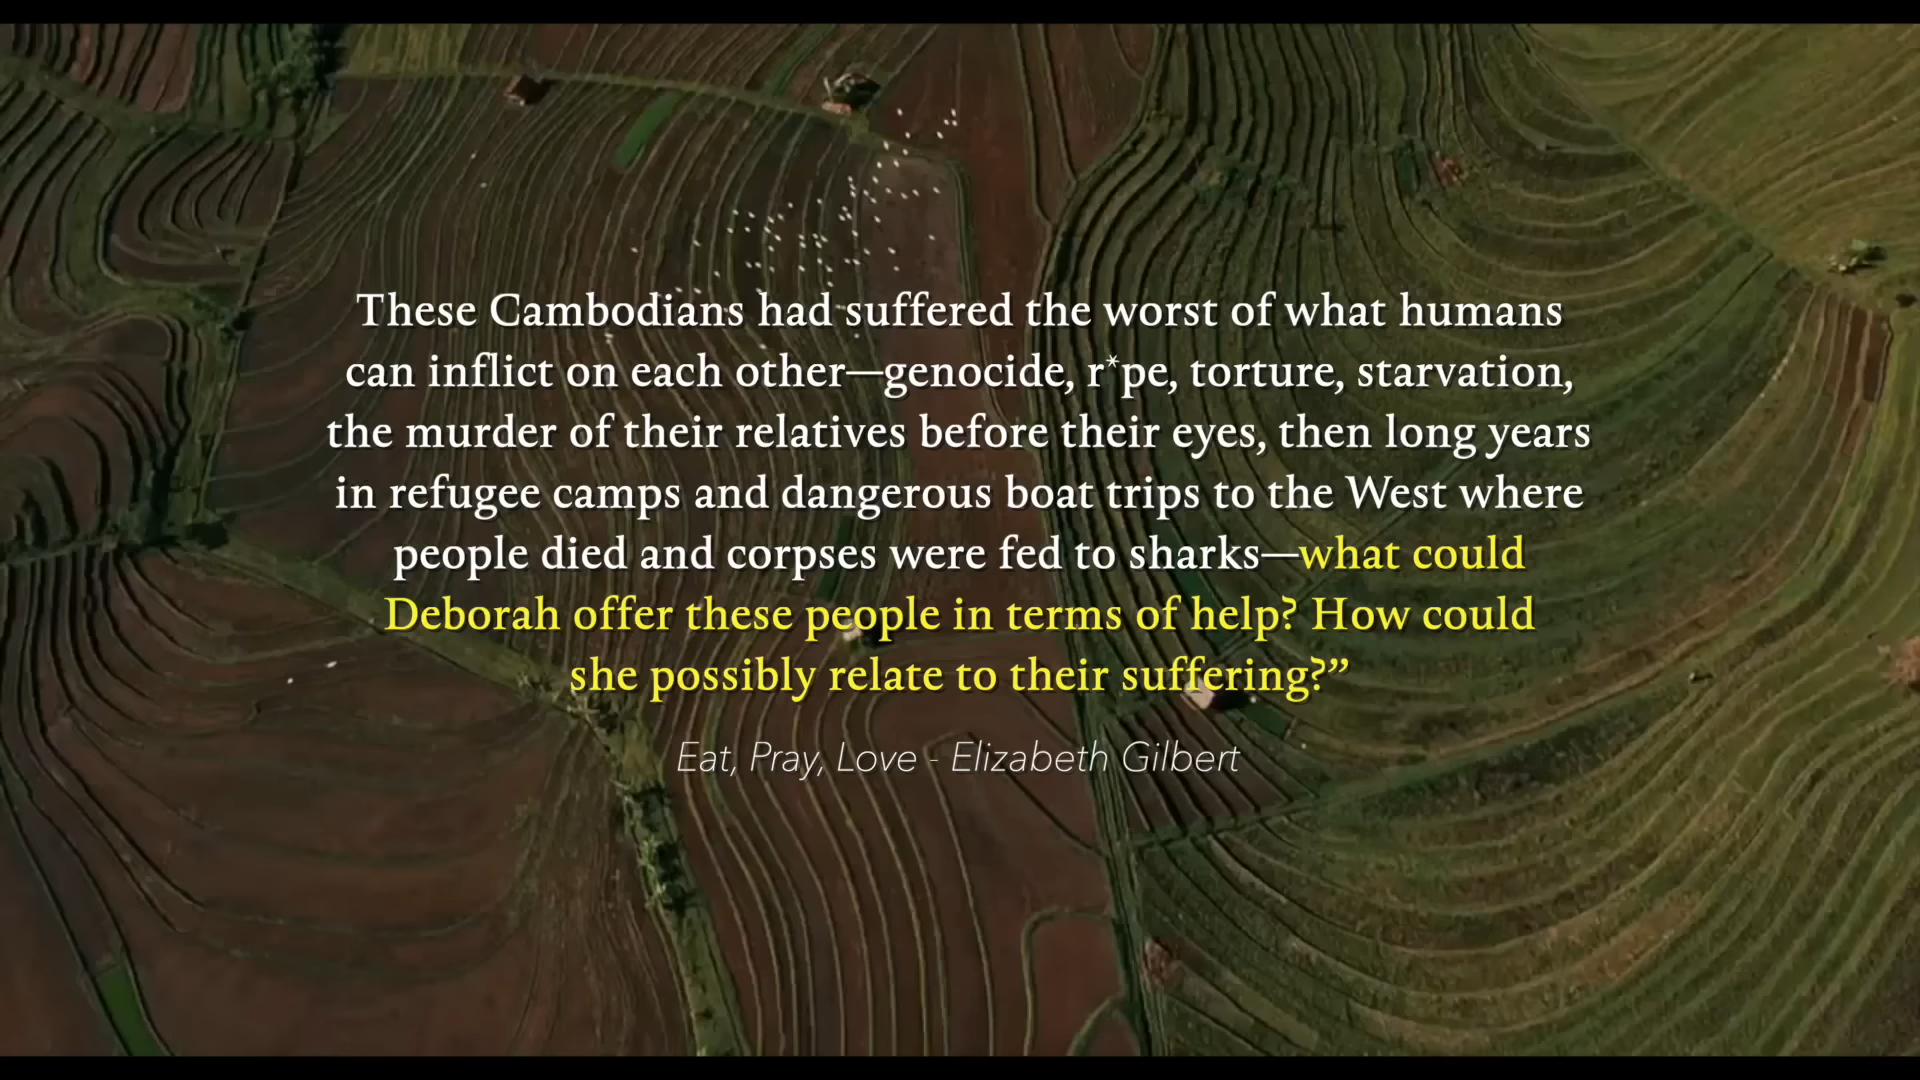 These Cambodians had suffered the worst of what humans
can inflict on each other—genocide, r*pe, torture, starvation,
the murder of their relatives before their eyes, then long years
in refugee camps and dangerous boat trips to the West where
people died and corpses were fed to sharks—what could
Deborah offer these people in terms of help? How could
she possibly relate to their suffering?”
Eat, Pray, Love - Elizabeth Gilbert